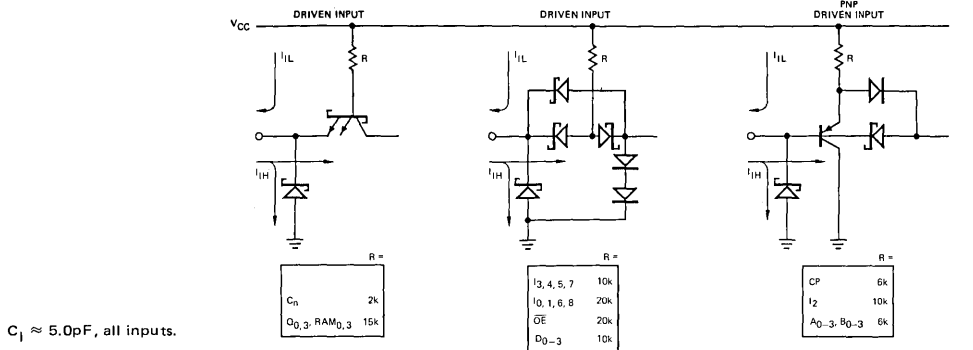 DRIVEN INPUT
DRIVEN INPUT
PNP
DRIVEN INPUT
VCC
R
R
R
IIL
IIL
IIL
IIH
IIH
IIH
R =
Cn 2k
Q0, 3, RAM0, 3 15k
R =
I3, 4, 5, 7 10k
I0, 1, 6, 8 20k
OE 20k
D0–3 10k
R =
CP 6k
I2 10k
A0–3, B0–3 6k
CI ≈ 5.0pF, all inputs.